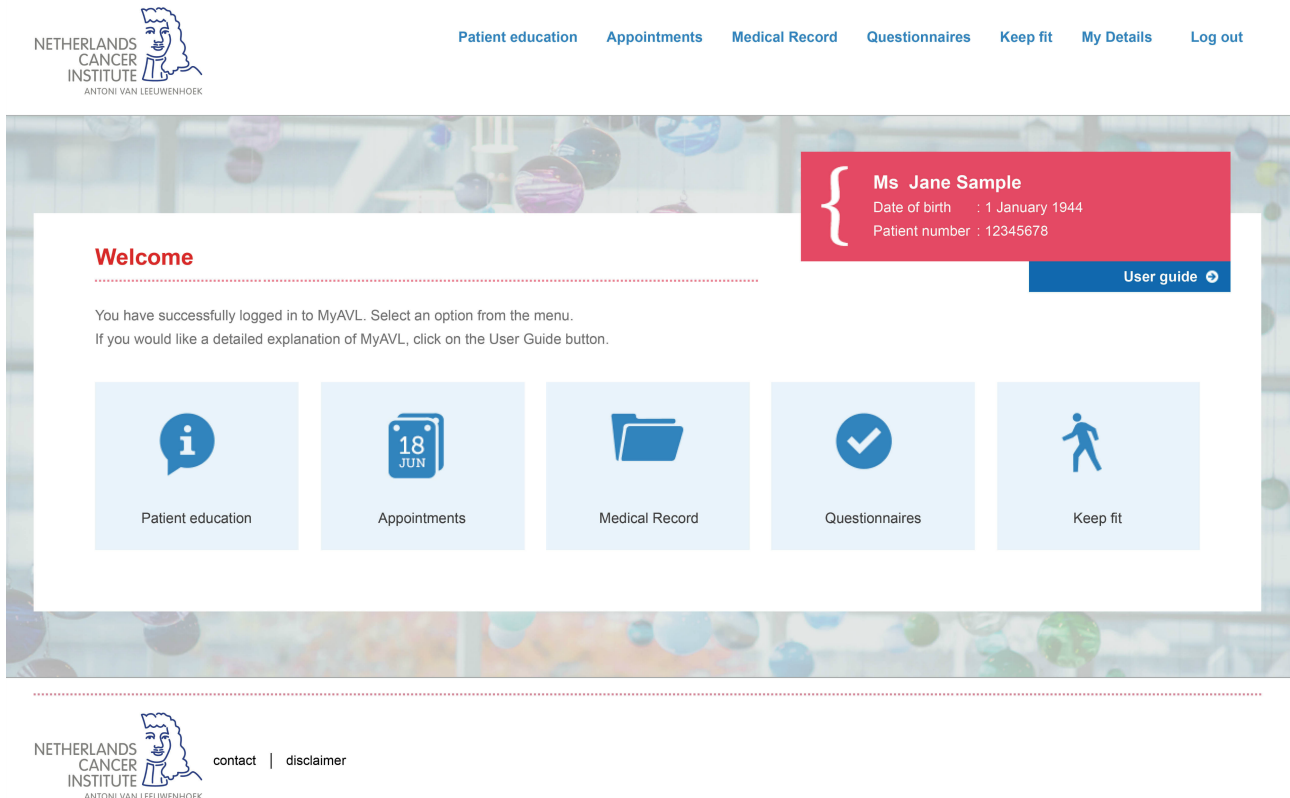 NETHERLANDS
CANCER
INSTITUTE
ANTONI VAN LEEUWENHOEK
Patient education Appointments Medical Record Questionnaires Keep fit My Details Log out
Ms Jane Sample
Date of birth : 1 January 1944
Patient number : 12345678
User guide
Welcome
You have successfully logged in to MyAVL. Select an option from the menu.
If you would like a detailed explanation of MyAVL, click on the User Guide button.
18
JUN
Patient education Appointments Medical Record Questionnaires Keep fit
NETHERLANDS
CANCER
INSTITUTE
ANTONI VAN LEEUWENHOEK
contact | disclaimer